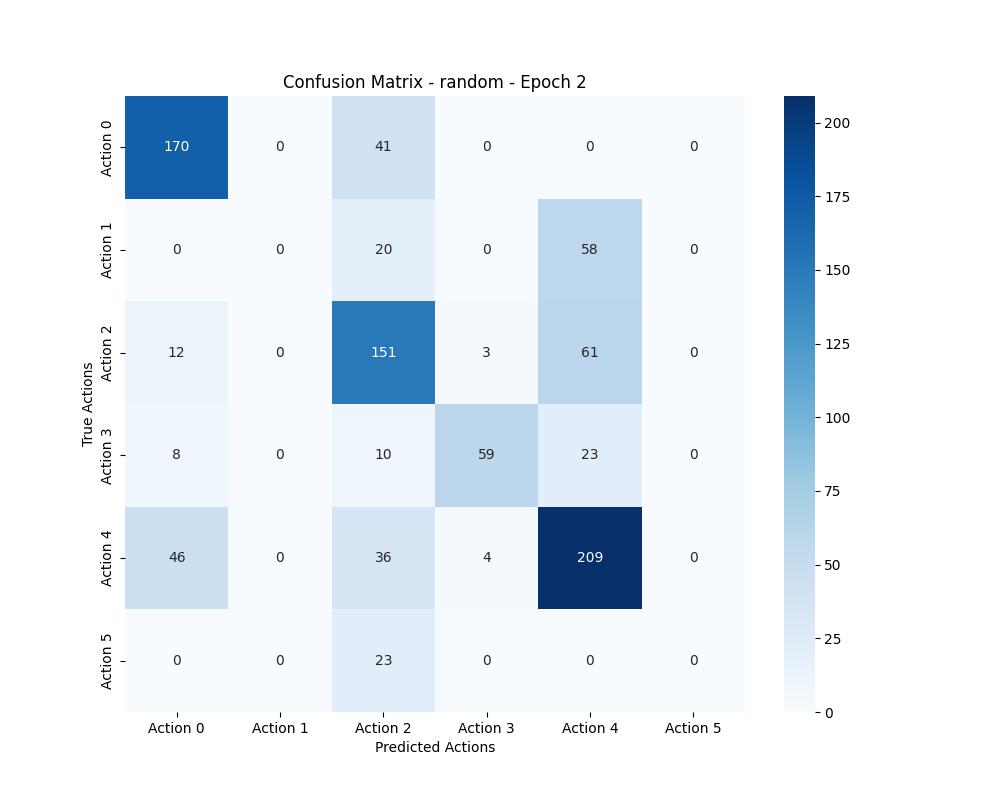 Confusion Matrix - random - Epoch 2
True Actions
Action 0 170 0 41 0 0 0
Action 1 0 0 20 0 58 0
Action 2 12 0 151 3 61 0
Action 3 8 0 10 59 23 0
Action 4 46 0 36 4 209 0
Action 5 0 0 23 0 0 0
Action 0 Action 1 Action 2 Action 3 Action 4 Action 5
Predicted Actions
200
175
150
125
100
75
50
25
0